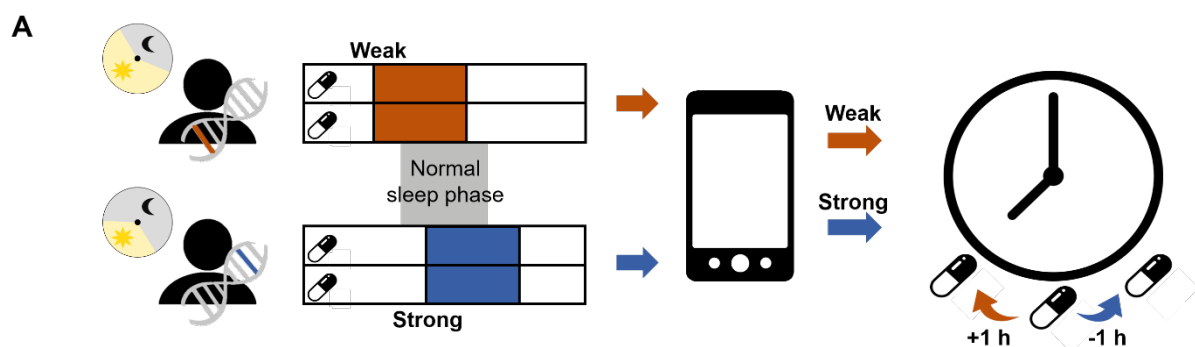 A
Weak
Normal
sleep phase
Strong
Weak
Strong
+1 h
-1 h